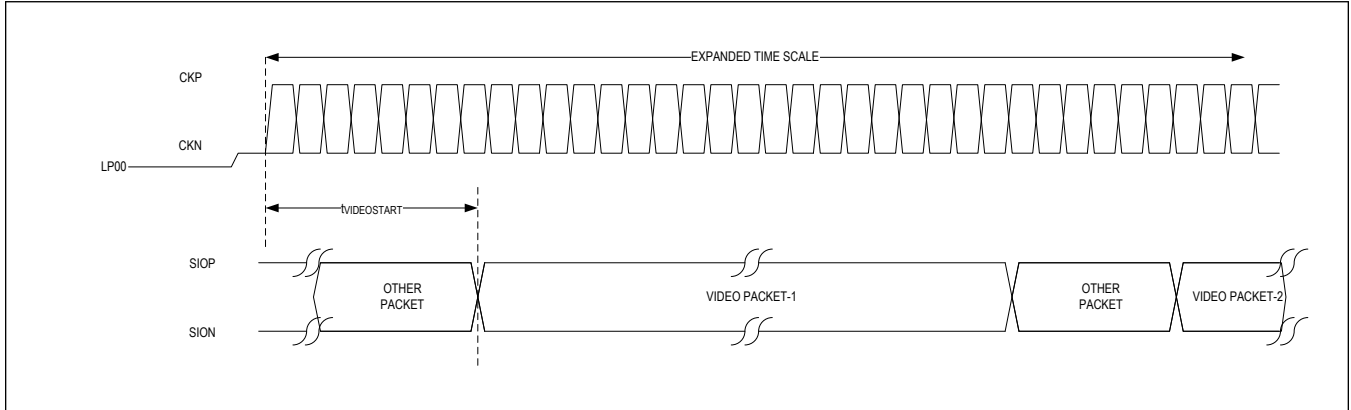 EXPANDED TIME SCALE
CKP
CKN
LP00
tVIDEOSTART
SIOP
OTHER
PACKET
VIDEO PACKET-1
OTHER
PACKET
VIDEO PACKET-2
SION